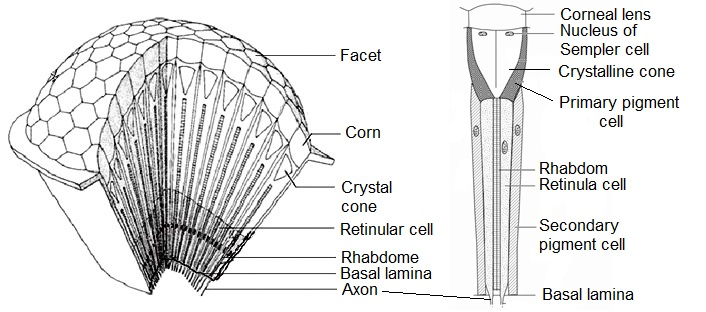 Facet
Corn
Crystal
cone
Retinular cell
Rhabdome
Basal lamina
Axon
Corneal lens
Nucleus of
Sempler cell
Crystalline cone
Primary pigment
cell
Rhabdom
Retinula cell
Secondary
pigment cell
Basal lamina